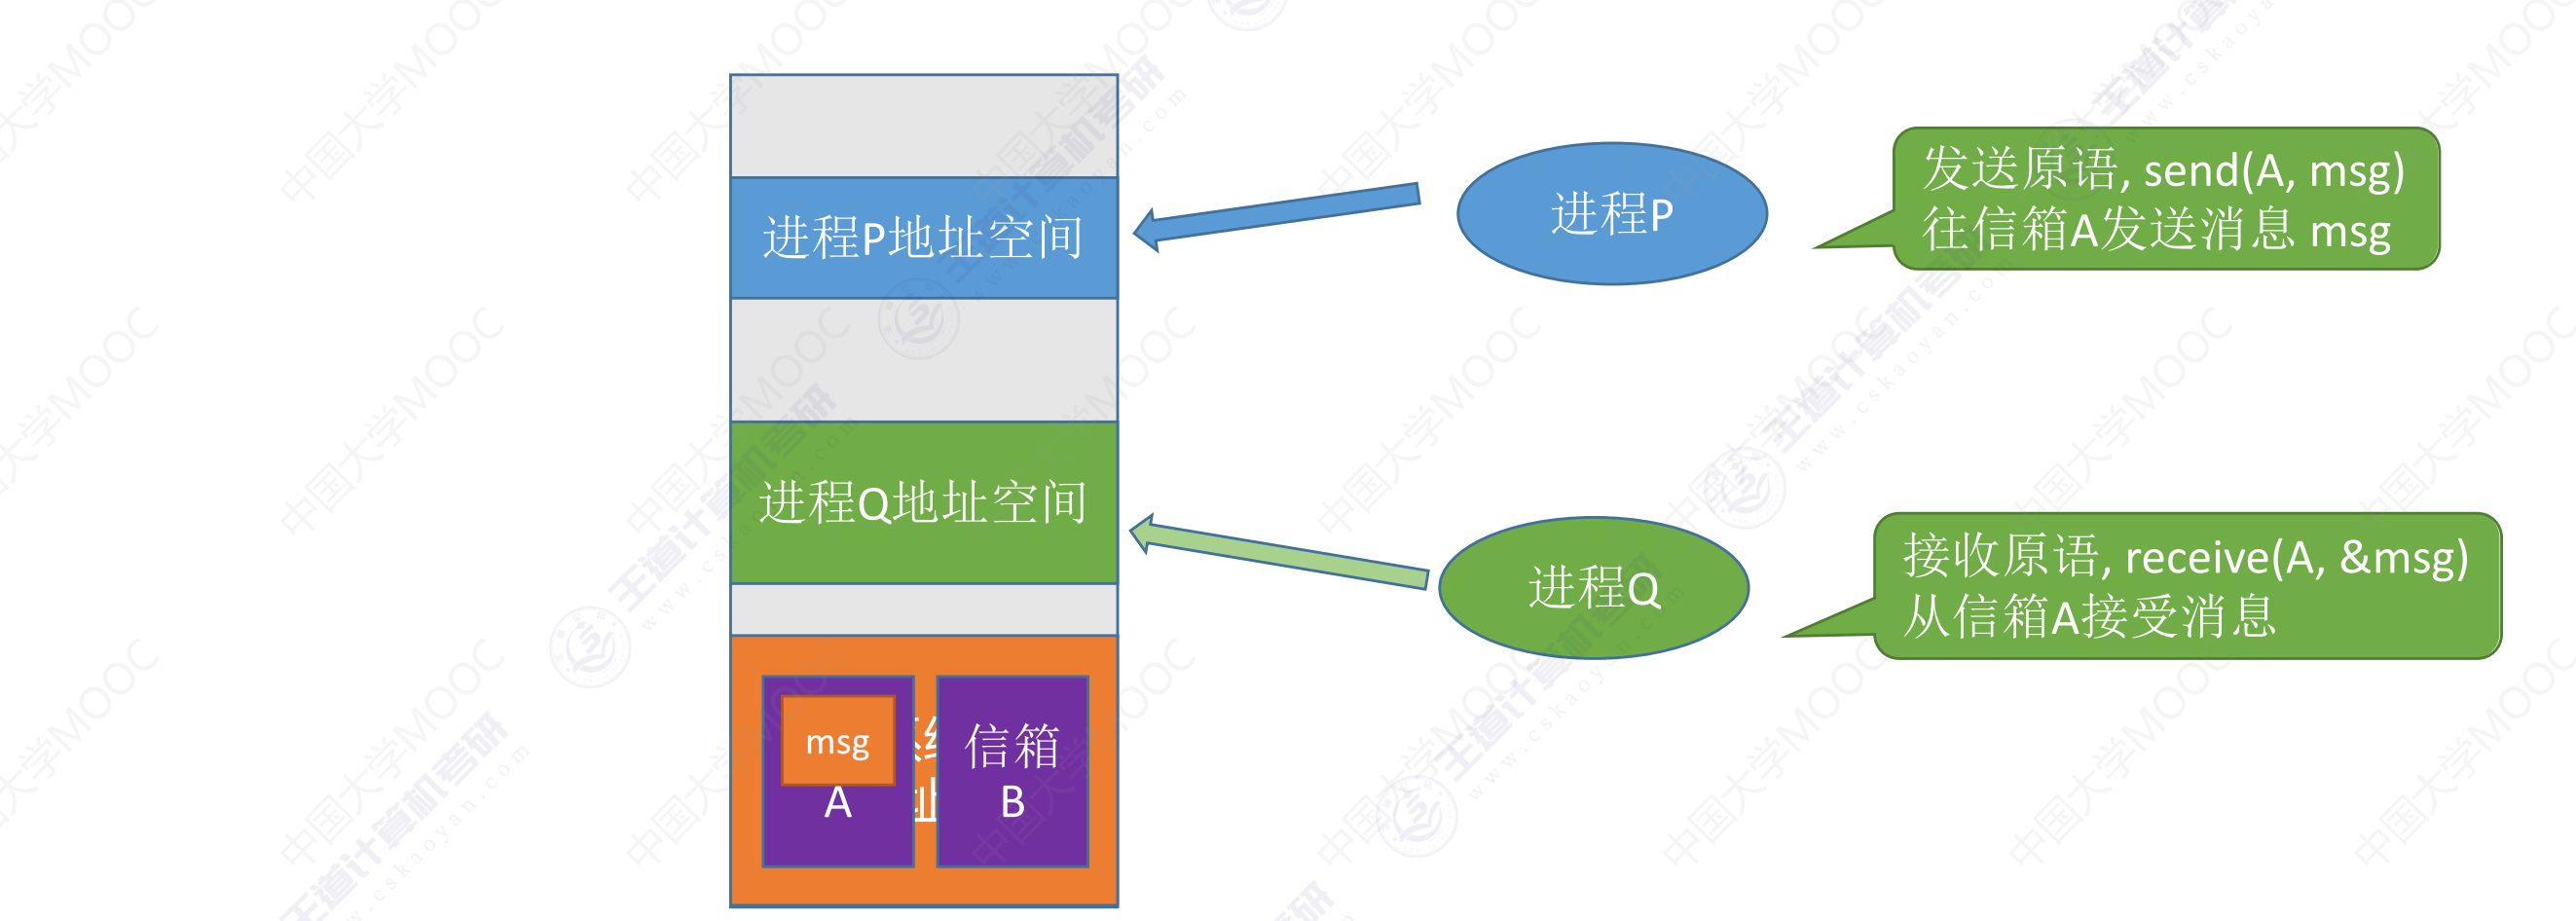 进程P地址空间
进程P
发送原语, send(A, msg)
往信箱A发送消息 msg
进程Q地址空间
进程Q
接收原语, receive(A, &msg)
从信箱A接受消息
msg
A
信箱
B
中国大学MOOC
王道计算机考研
www.cskaoyan.com